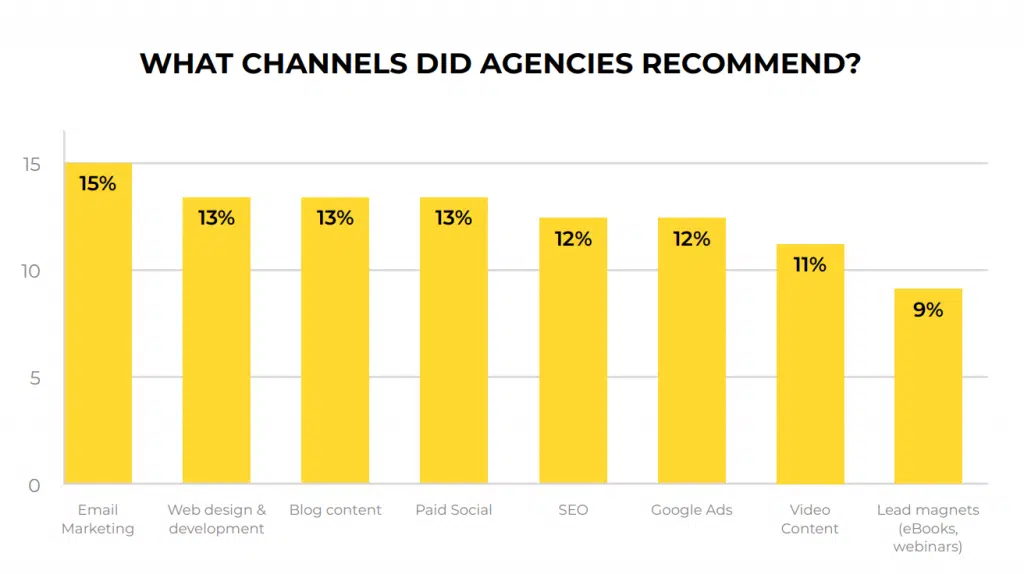 WHAT CHANNELS DID AGENCIES RECOMMEND?
15
10
5
0
15%
13%
13%
13%
12%
12%
11%
9%
Email
Marketing
Web design &
development
Blog content
Paid Social
SEO
Google Ads
Video
Content
Lead magnets
(eBooks,
webinars)